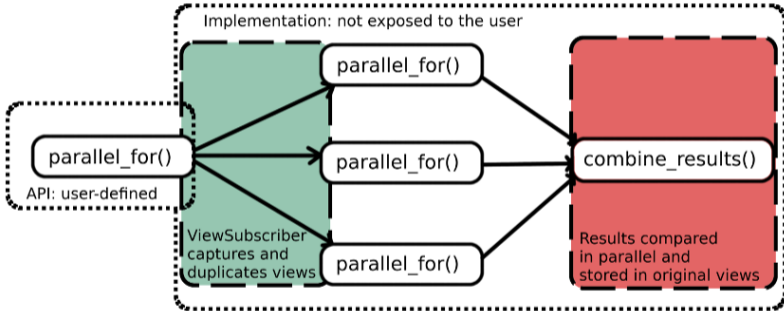 Implementation: not exposed to the user
parallel_for()
parallel_for()
API: user-defined
parallel_for()
parallel_for()
combine_results()
ViewSubscriber
captures and
duplicates views
Results compared
in parallel and
stored in original views